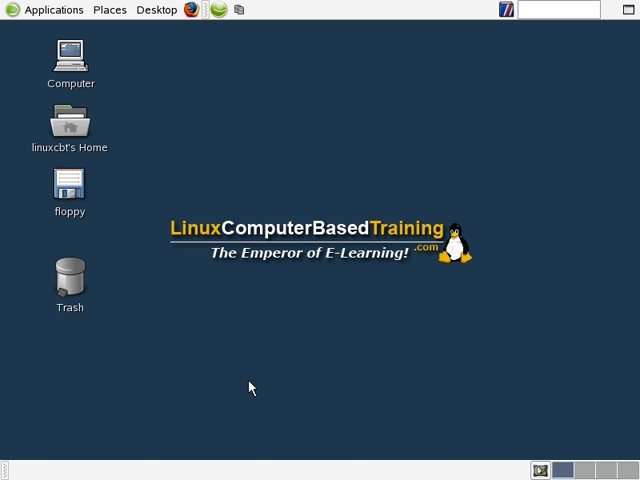 Applications Places Desktop
Computer
linuxcbt's Home
floppy
LinuxComputerBasedTraining
.com
The Emperor of E-Learning!
Trash